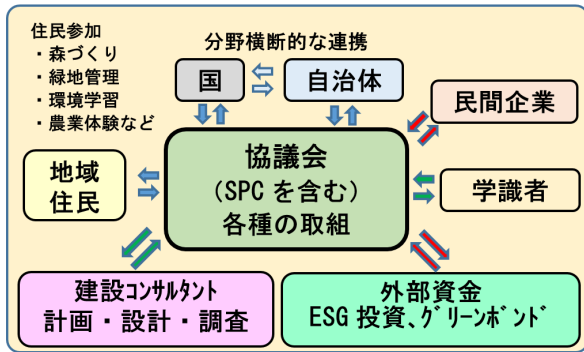 住民参加
・森づくり
・緑地管理
・環境学習
・農業体験など
分野横断的な連携
国
自治体
民間企業
協議会
（SPC を含む）
各種の取組
地域
住民
学識者
建設ｺﾝｻﾙﾀﾝﾄ
計画・設計・調査
外部資金
ESG 投資、ｸﾞﾘｰﾝﾎﾞﾝﾄﾞ